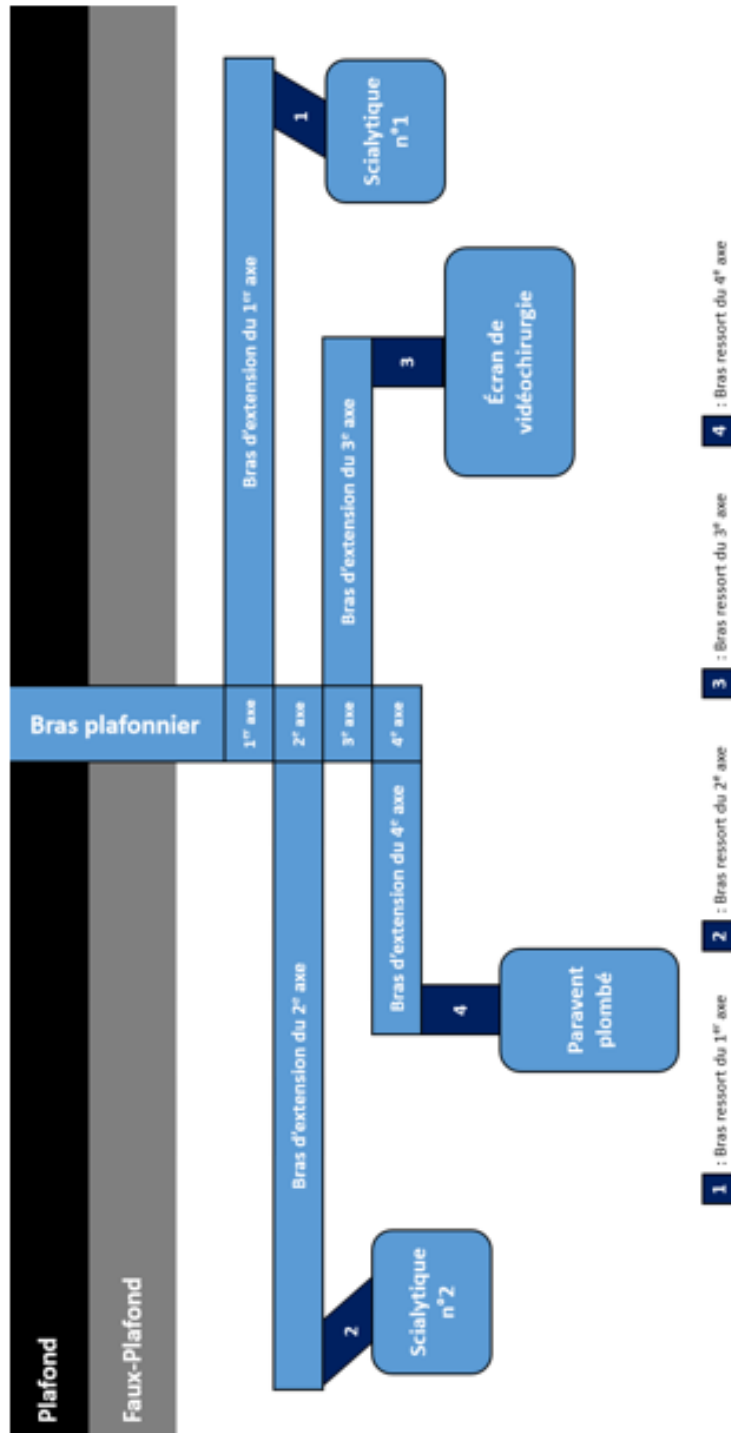 Plafond
Faux-Plafond
Bras plafonnier
1er axe
Bras d'extension du 1er axe
1
Scialytique
n°1
2e axe
Bras d'extension du 2e axe
2
Scialytique
n°2
3e axe
Bras d'extension du 3e axe
3
Écran de
vidéochirurgie
4e axe
Bras d'extension du 4e axe
4
Paravent
plombé
1 : Bras ressort du 1er axe
2 : Bras ressort du 2e axe
3 : Bras ressort du 3e axe
4 : Bras ressort du 4e axe